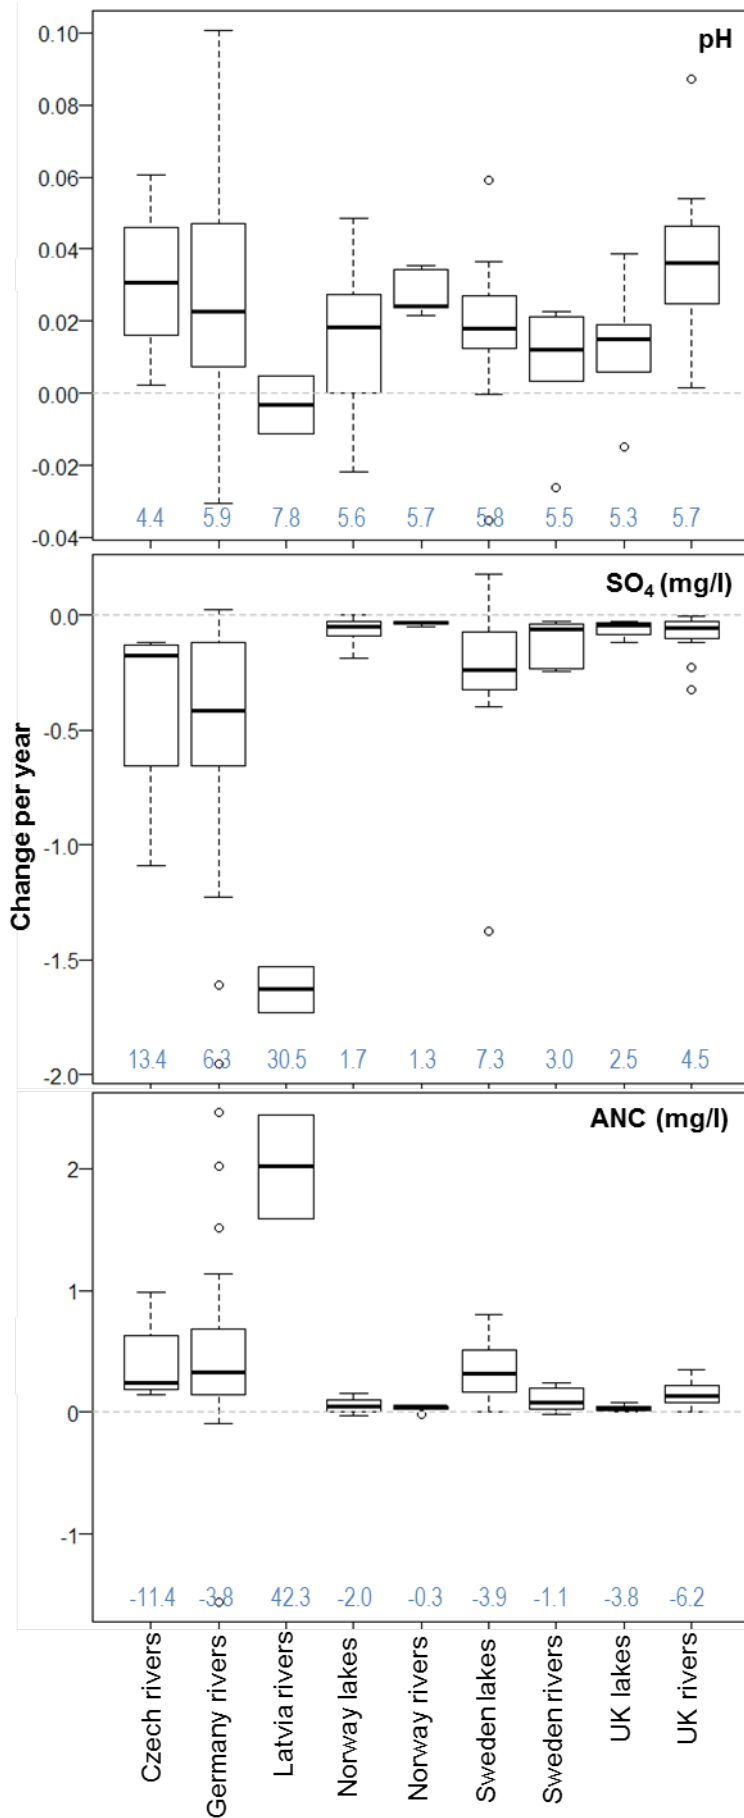 pH
0.10
0.08
0.06
0.04
0.02
0.00
-0.02
-0.04
4.4 5.9 7.8 5.6 5.7 5.8 5.5 5.3 5.7
SO₄ (mg/l)
0.0
-0.5
-1.0
-1.5
-2.0
13.4 6.3 30.5 1.7 1.3 7.3 3.0 2.5 4.5
Change per year
ANC (mg/l)
2
1
0
-1
-11.4 -3.8 42.3 -2.0 -0.3 -3.9 -1.1 -3.8 -6.2
Czech rivers
Germany rivers
Latvia rivers
Norway lakes
Norway rivers
Sweden lakes
Sweden rivers
UK lakes
UK rivers